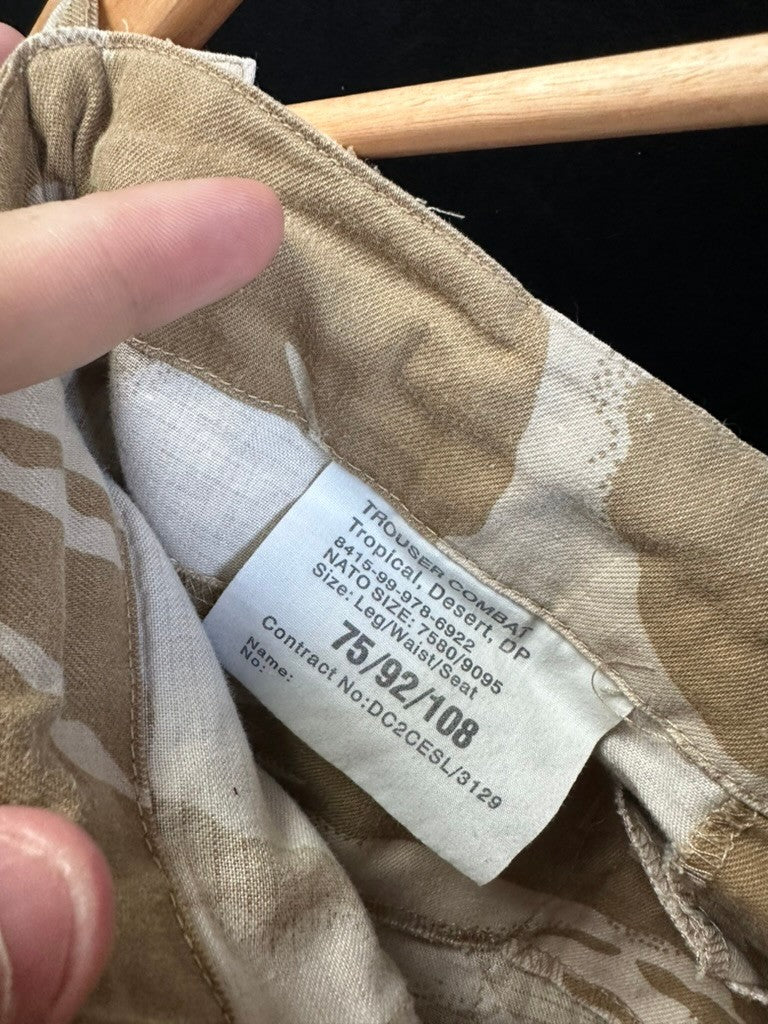 TROUSER COMBAT
Tropical, Desert, DP
8415-99-978-6922
NATO SIZE: 7580/9095
Size: Leg/Waist/Seat
75/92/108
Contract No:DC2CESL/3129
Name:
No: